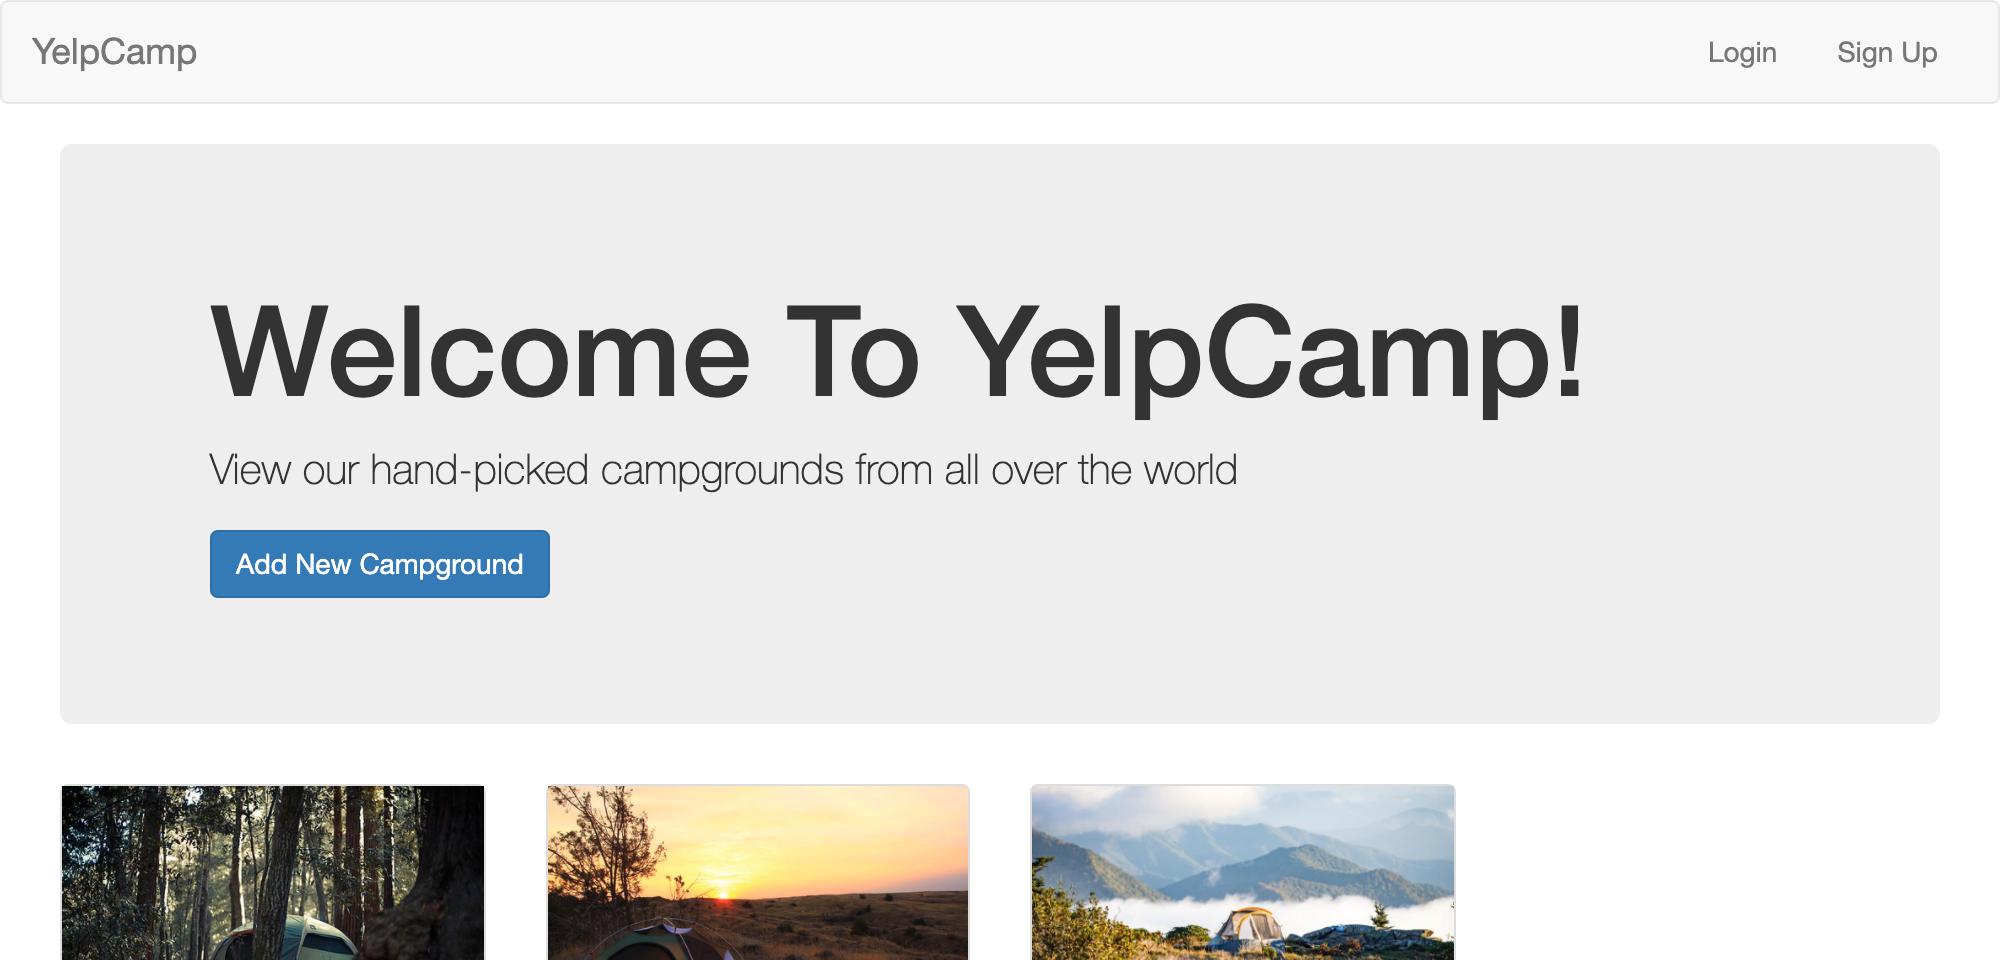 YelpCamp
Login
Sign Up
Welcome To YelpCamp!
View our hand-picked campgrounds from all over the world
Add New Campground